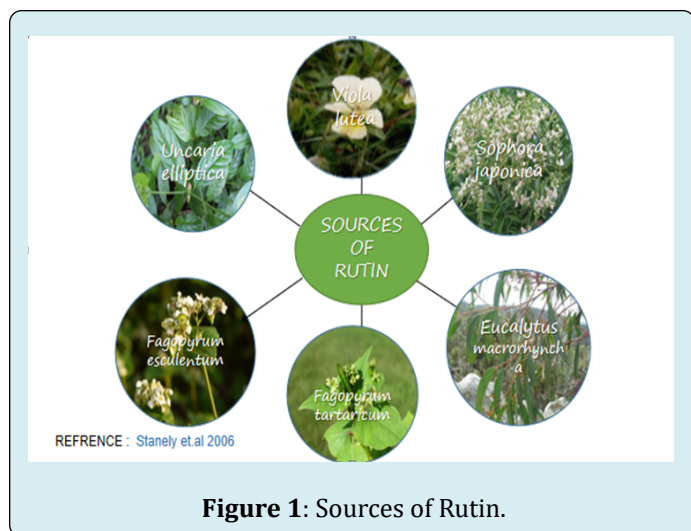 Viola
lutea
Sophora
japonica
Eucalytus
macrorhynch
a
Fagopyrum
tartaricum
Fagopyrum
esculentum
Uncaria
elliptica
SOURCES
OF
RUTIN
REFRENCE : Stanely et.al 2006
Figure 1: Sources of Rutin.